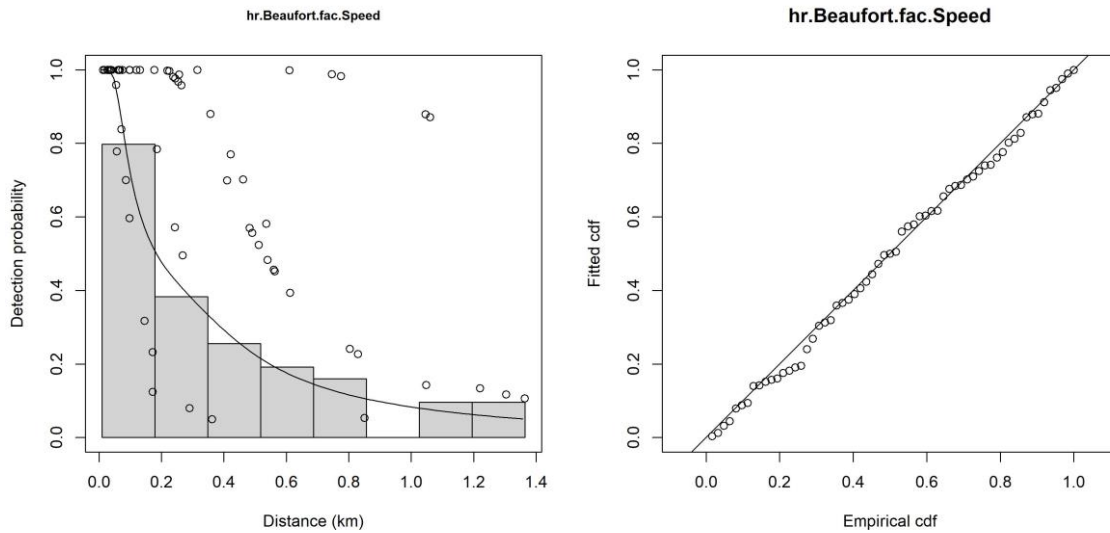 hr.Beaufort.fac.Speed
Detection probability
1.0
0.8
0.6
0.4
0.2
0.0
0.0 0.2 0.4 0.6 0.8 1.0 1.2 1.4
Distance (km)
hr.Beaufort.fac.Speed
Fitted cdf
1.0
0.8
0.6
0.4
0.2
0.0
0.0 0.2 0.4 0.6 0.8 1.0
Empirical cdf